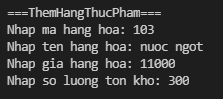 ===ThemHangThucPham===
Nhap ma hang hoa: 103
Nhap ten hang hoa: nuoc ngot
Nhap gia hang hoa: 11000
Nhap so luong ton kho: 300